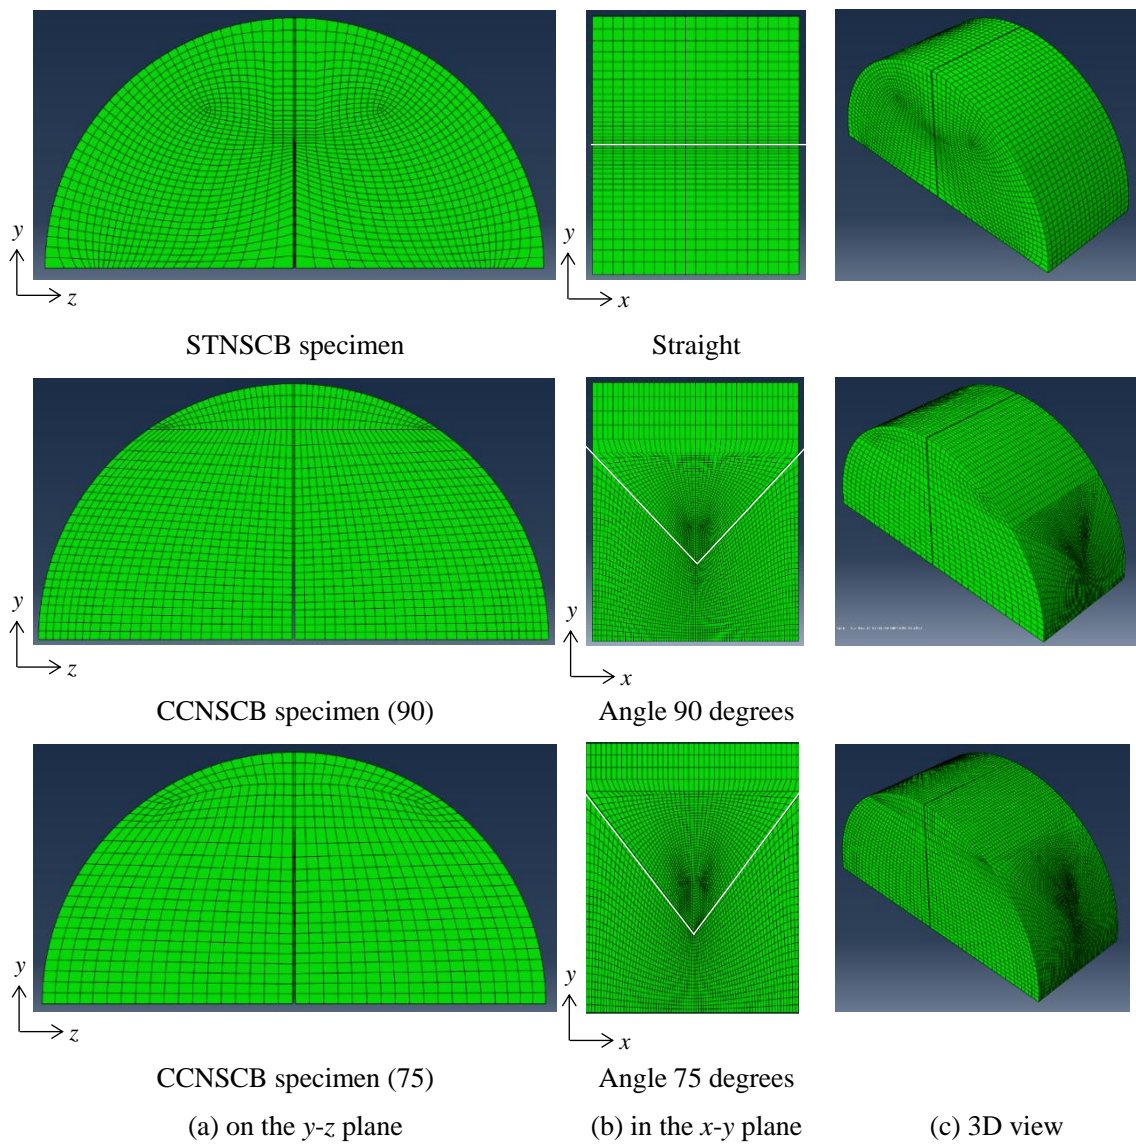 y
z
y
x
STNSCB specimen
Straight
y
z
y
x
CCNSCB specimen (90)
Angle 90 degrees
y
z
y
x
CCNSCB specimen (75)
Angle 75 degrees
(a) on the y-z plane
(b) in the x-y plane
(c) 3D view